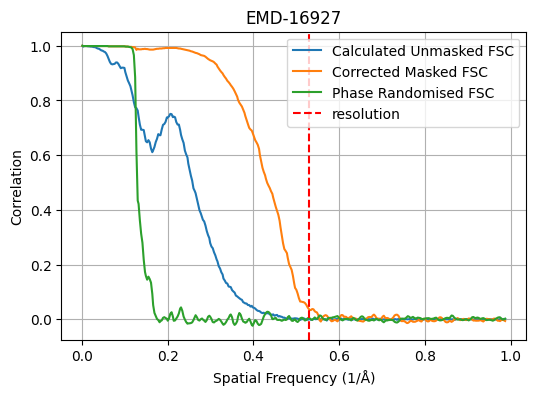 EMD-16927
Calculated Unmasked FSC
Corrected Masked FSC
Phase Randomised FSC
resolution
Correlation
1.0
0.8
0.6
0.4
0.2
0.0
0.0 0.2 0.4 0.6 0.8 1.0
Spatial Frequency (1/Å)